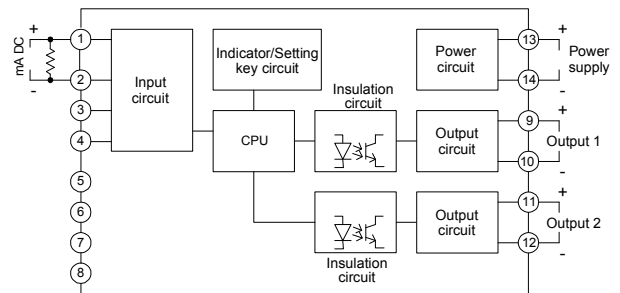 +
mA DC
-
1
2
3
4
5
6
7
8
Input
circuit
Indicator/Setting
key circuit
CPU
Insulation
circuit
Insulation
circuit
Power
circuit
Output
circuit
Output
circuit
13
14
+
Power
supply
-
9
10
+
Output 1
-
11
12
+
Output 2
-